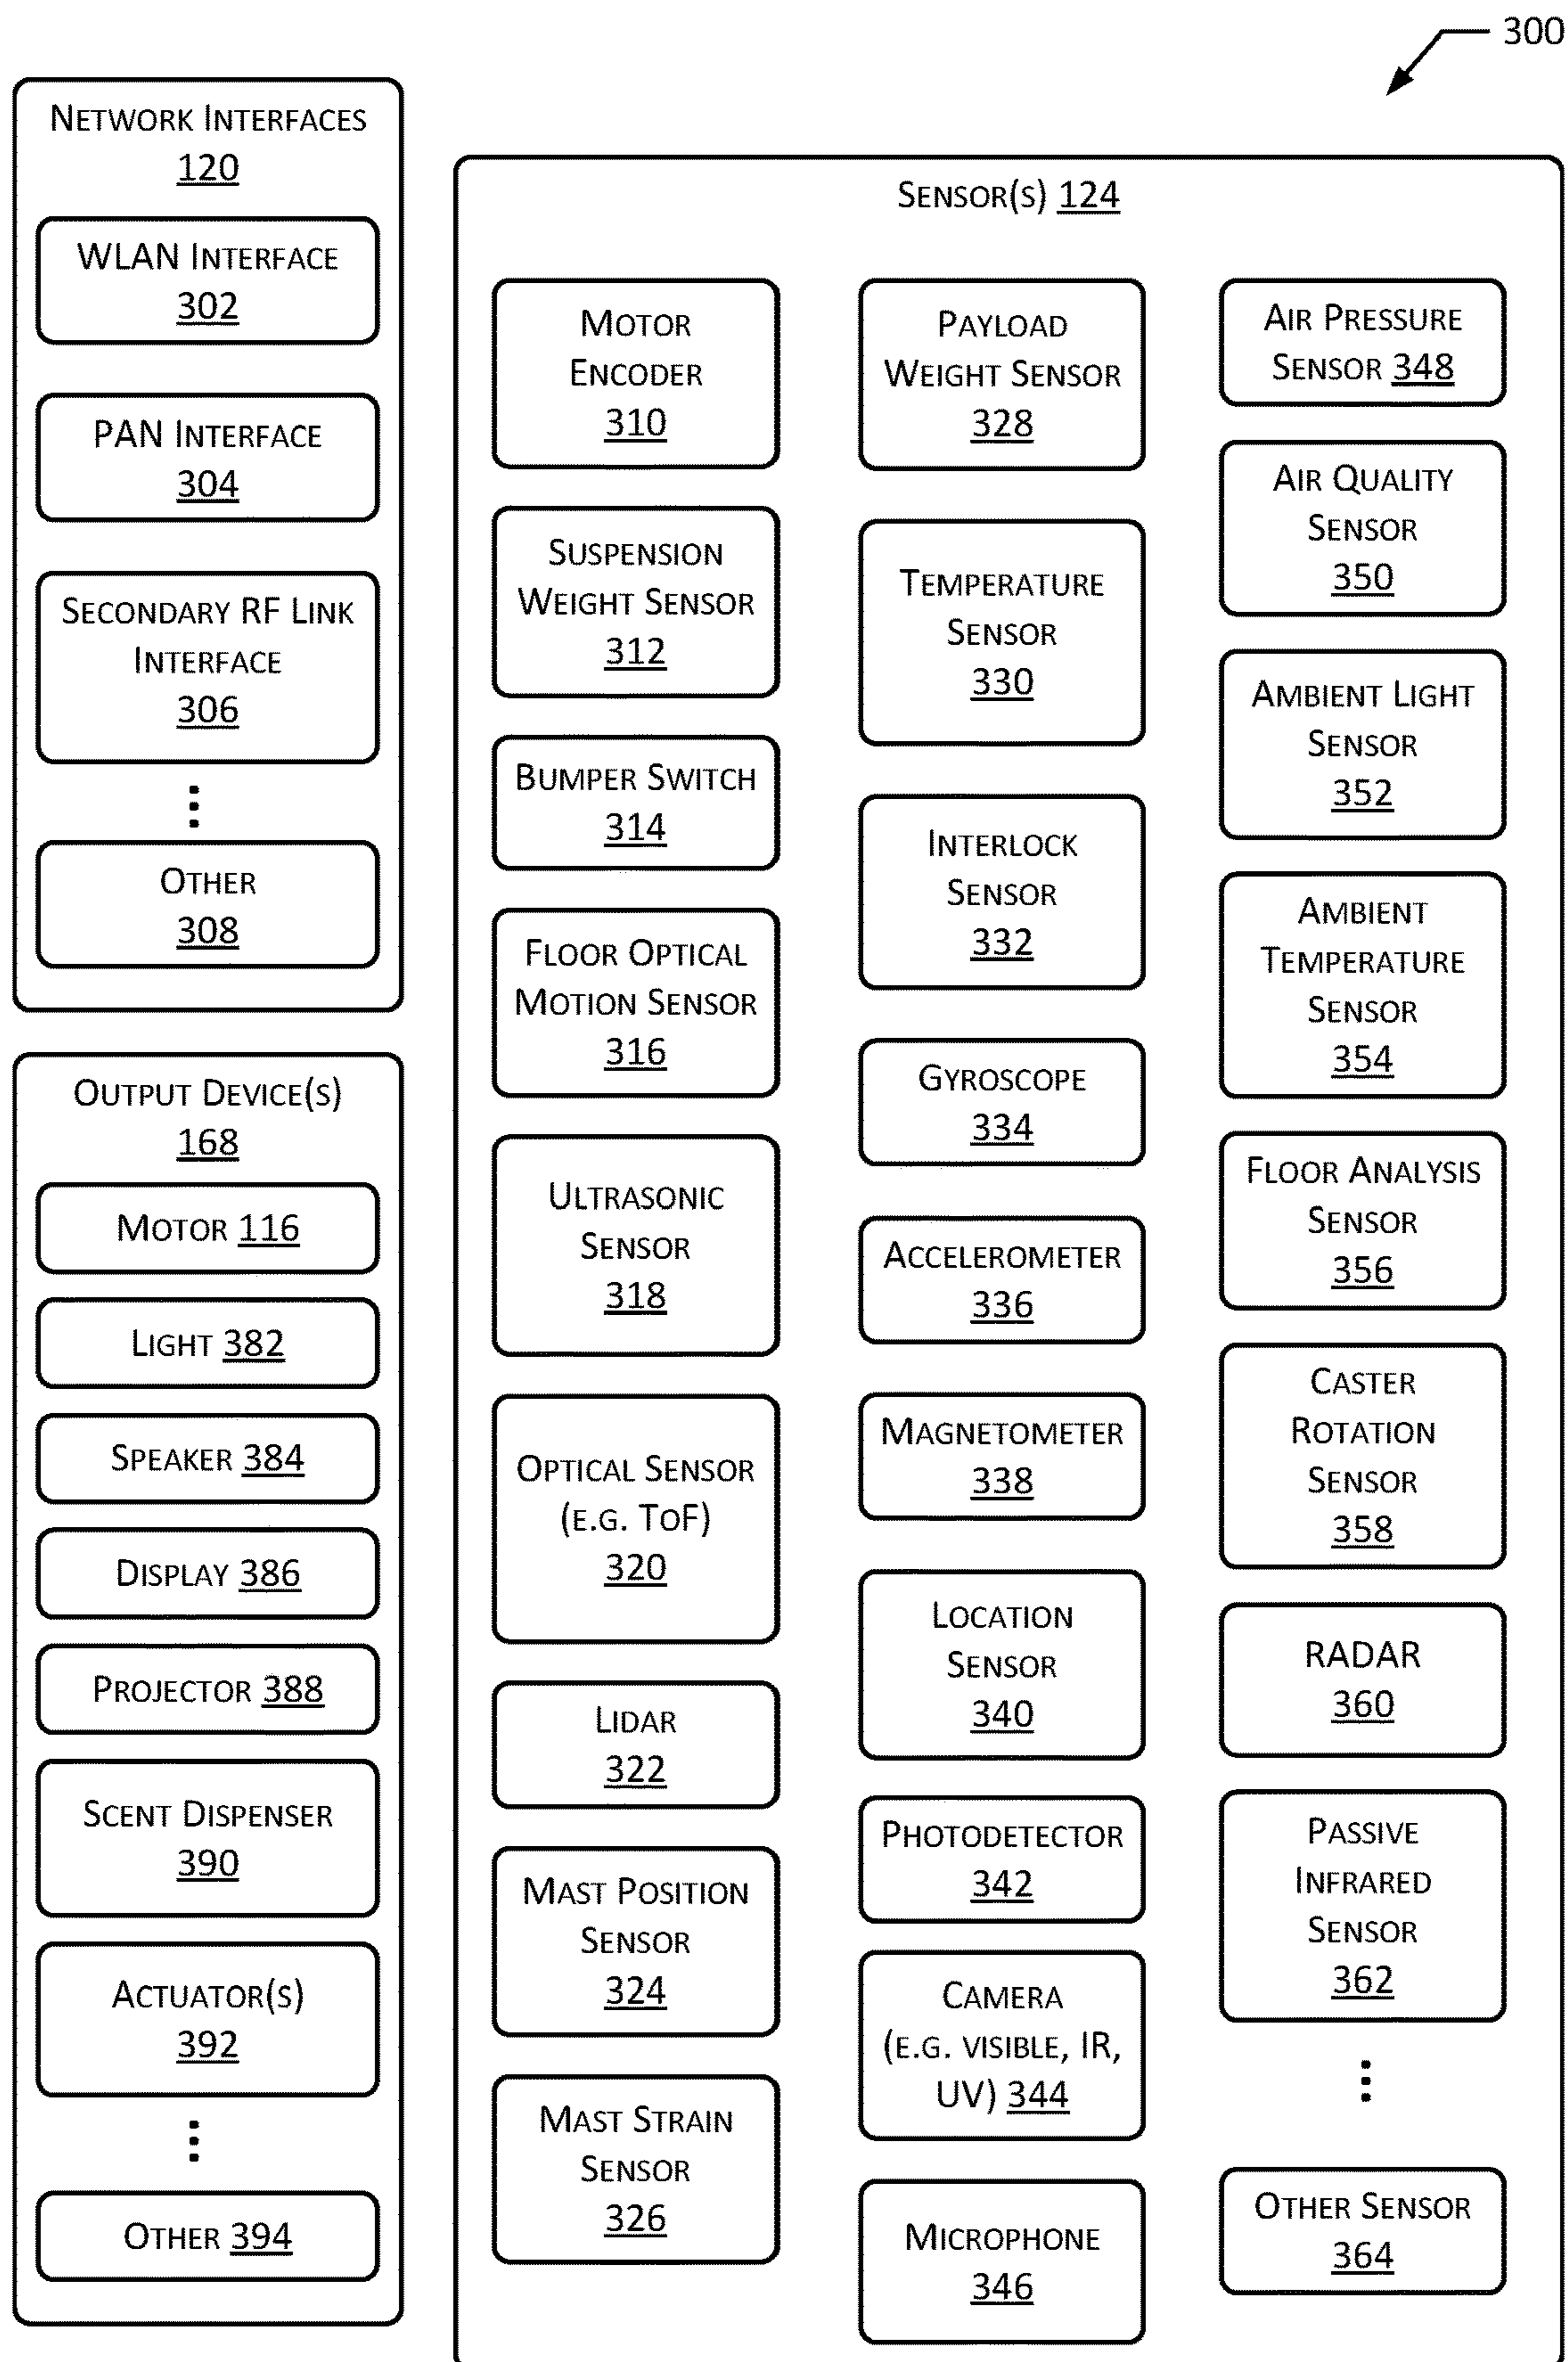 300
NETWORK INTERFACES
120
WLAN INTERFACE
302
PAN INTERFACE
304
SECONDARY RF LINK
INTERFACE
306
OTHER
308
OUTPUT DEVICE(S)
168
MOTOR 116
LIGHT 382
SPEAKER 384
DISPLAY 386
PROJECTOR 388
SCENT DISPENSER
390
ACTUATOR(S)
392
OTHER 394
SENSOR(S) 124
MOTOR
ENCODER
310
SUSPENSION
WEIGHT SENSOR
312
BUMPER SWITCH
314
FLOOR OPTICAL
MOTION SENSOR
316
ULTRASONIC
SENSOR
318
OPTICAL SENSOR
(E.G. TOF)
320
LIDAR
322
MAST POSITION
SENSOR
324
MAST STRAIN
SENSOR
326
PAYLOAD
WEIGHT SENSOR
328
TEMPERATURE
SENSOR
330
INTERLOCK
SENSOR
332
GYROSCOPE
334
ACCELEROMETER
336
MAGNETOMETER
338
LOCATION
SENSOR
340
PHOTODETECTOR
342
CAMERA
(E.G. VISIBLE, IR,
UV) 344
MICROPHONE
346
AIR PRESSURE
SENSOR 348
AIR QUALITY
SENSOR
350
AMBIENT LIGHT
SENSOR
352
AMBIENT
TEMPERATURE
SENSOR
354
FLOOR ANALYSIS
SENSOR
356
CASTER
ROTATION
SENSOR
358
RADAR
360
PASSIVE
INFRARED
SENSOR
362
OTHER SENSOR
364